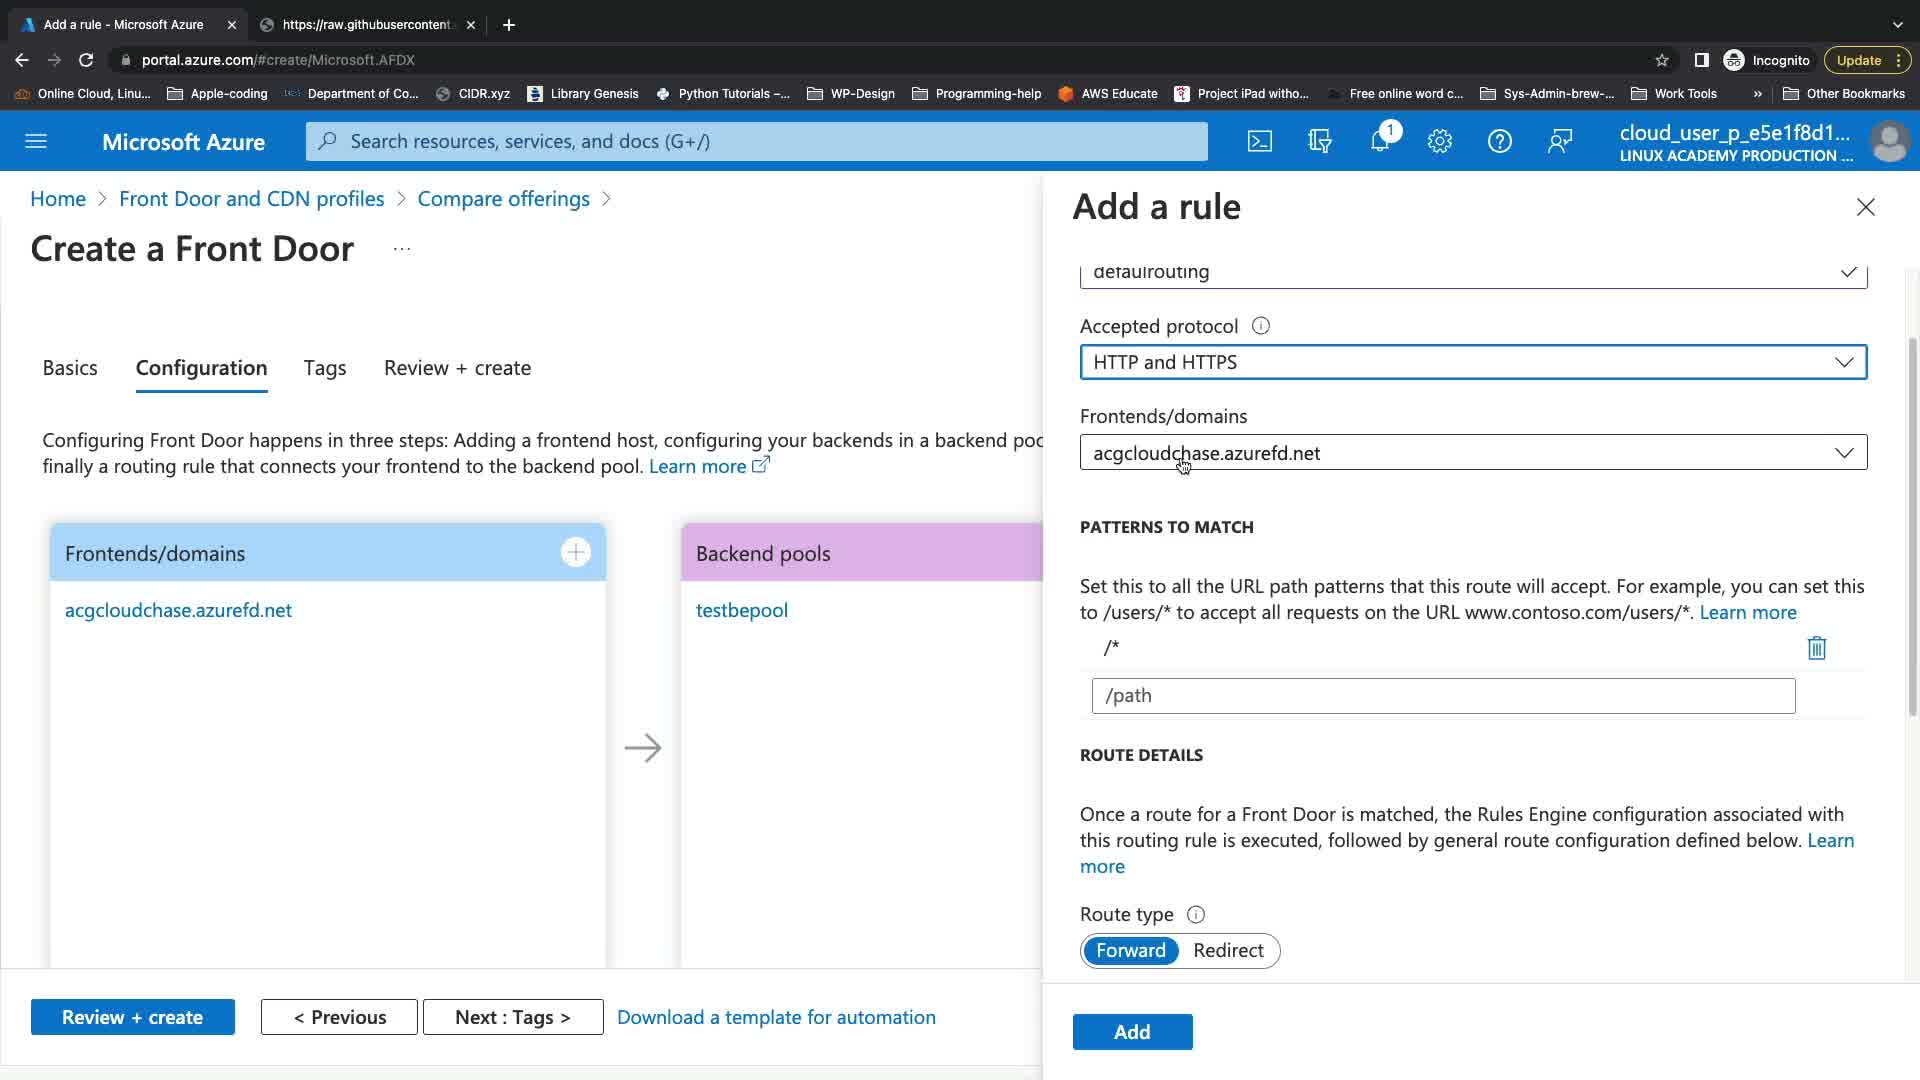 Add a rule - Microsoft Azure
https://raw.githubusercontent.
portal.azure.com/#create/Microsoft.AFDX
Incognito
Update
Online Cloud, Linu...
Apple-coding
Department of Co...
CIDR.xyz
Library Genesis
Python Tutorials –...
WP-Design
Programming-help
AWS Educate
Project iPad witho...
Free online word c...
Sys-Admin-brew-...
Work Tools
»
Other Bookmarks
Microsoft Azure
Search resources, services, and docs (G+/)
1
cloud_user_p_e5e1f8d1...
LINUX ACADEMY PRODUCTION ...
Home > Front Door and CDN profiles > Compare offerings >
Create a Front Door
...
Basics
Configuration
Tags
Review + create
Configuring Front Door happens in three steps: Adding a frontend host, configuring your backends in a backend poo
finally a routing rule that connects your frontend to the backend pool. Learn more
Frontends/domains
acgcloudchase.azurefd.net
Backend pools
testbepool
Review + create
< Previous
Next : Tags >
Download a template for automation
Add a rule
defaulrouting
Accepted protocol
HTTP and HTTPS
Frontends/domains
acgcloudchase.azurefd.net
PATTERNS TO MATCH
Set this to all the URL path patterns that this route will accept. For example, you can set this
to /users/* to accept all requests on the URL www.contoso.com/users/*. Learn more
/*
/path
ROUTE DETAILS
Once a route for a Front Door is matched, the Rules Engine configuration associated with
this routing rule is executed, followed by general route configuration defined below. Learn
more
Route type
Forward
Redirect
Add